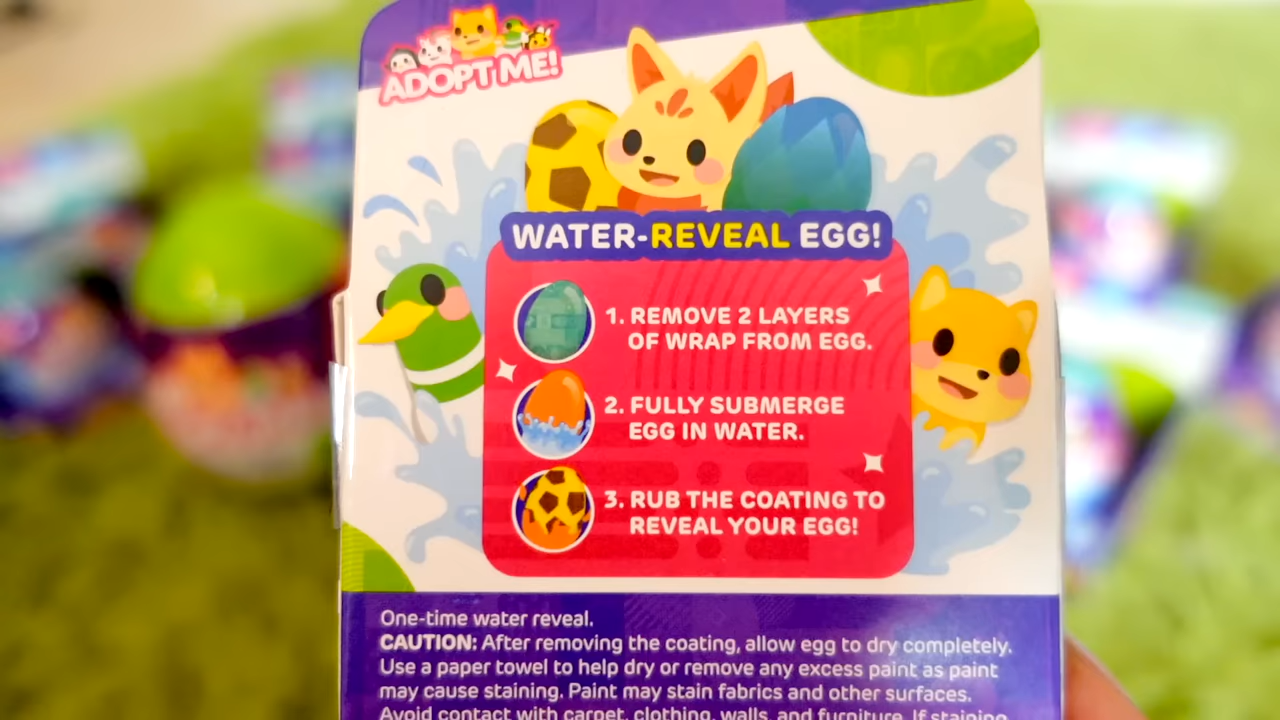 ADOPT ME!
WATER-REVEAL EGG!
1. REMOVE 2 LAYERS
OF WRAP FROM EGG.
2. FULLY SUBMERGE
EGG IN WATER.
3. RUB THE COATING TO
REVEAL YOUR EGG!
One-time water reveal.
CAUTION: After removing the coating, allow egg to dry completely.
Use a paper towel to help dry or remove any excess paint as paint
may cause staining. Paint may stain fabrics and other surfaces.
Avoid contact with carpet, clothing, walls, and furniture. If staining